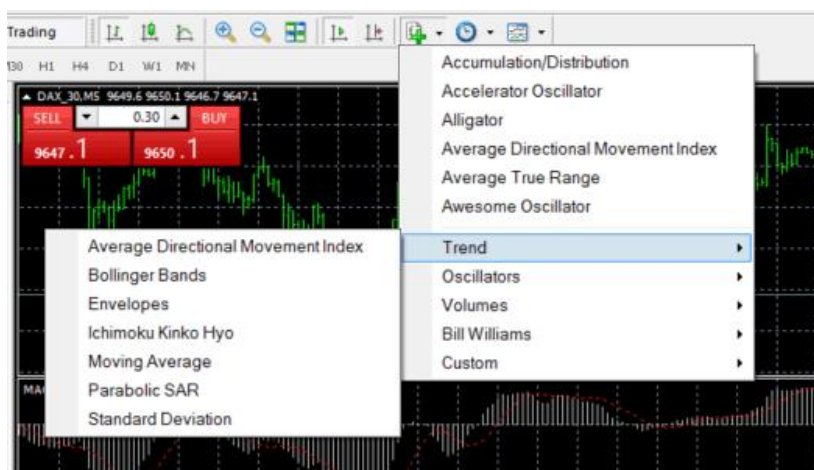 Trading
M30 H1 H4 D1 W1 MN
DAX_30,M5 9649.6 9650.1 9646.7 9647.1
SELL 0.30 BUY
9647.1 9650.1
Accumulation/Distribution
Accelerator Oscillator
Alligator
Average Directional Movement Index
Average True Range
Awesome Oscillator
Trend
Oscillators
Volumes
Bill Williams
Custom
Average Directional Movement Index
Bollinger Bands
Envelopes
Ichimoku Kinko Hyo
Moving Average
Parabolic SAR
Standard Deviation
MA